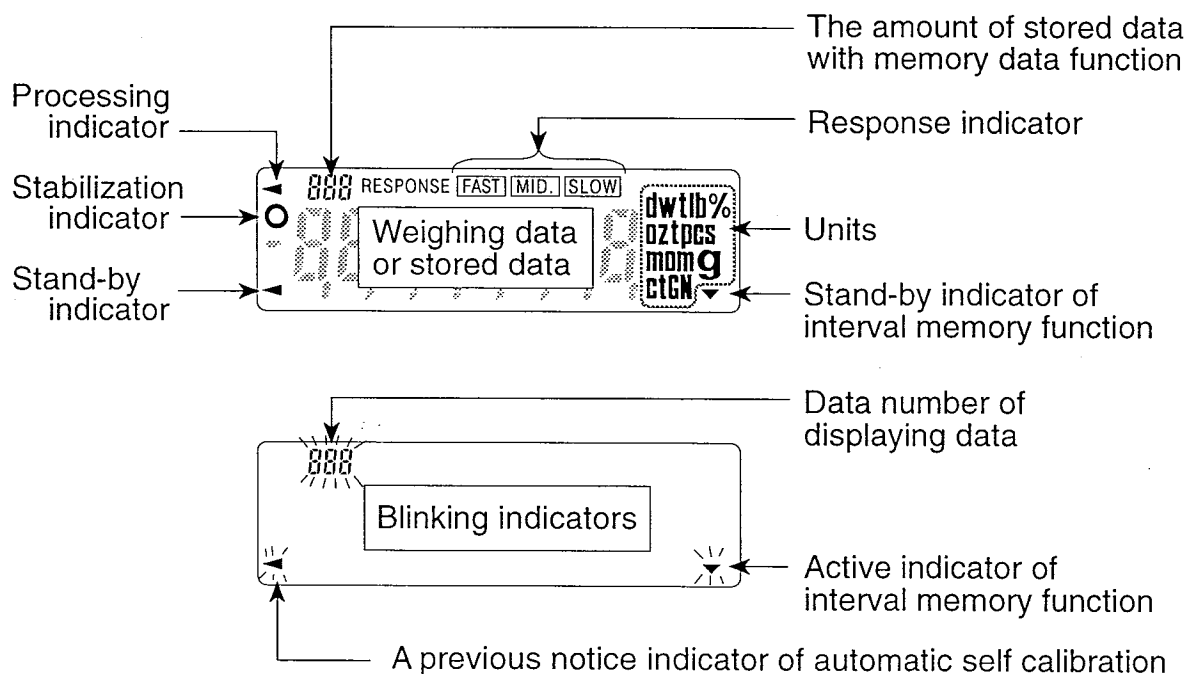 The amount of stored data
with memory data function
Processing
indicator
Response indicator
Stabilization
indicator
888 RESPONSE FAST MID. SLOW
Weighing data
or stored data
dwtlb%
oztpcs
momg
ctGN
Units
Stand-by
indicator
Stand-by indicator of
interval memory function
Data number of
displaying data
888
Blinking indicators
Active indicator of
interval memory function
A previous notice indicator of automatic self calibration